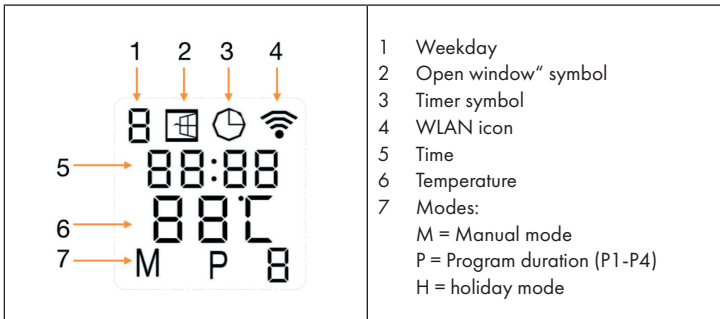 1 2 3 4
8
5 88:88
6 88°C
7 M P 8
1 Weekday
2 Open window“ symbol
3 Timer symbol
4 WLAN icon
5 Time
6 Temperature
7 Modes:
M = Manual mode
P = Program duration (P1-P4)
H = holiday mode